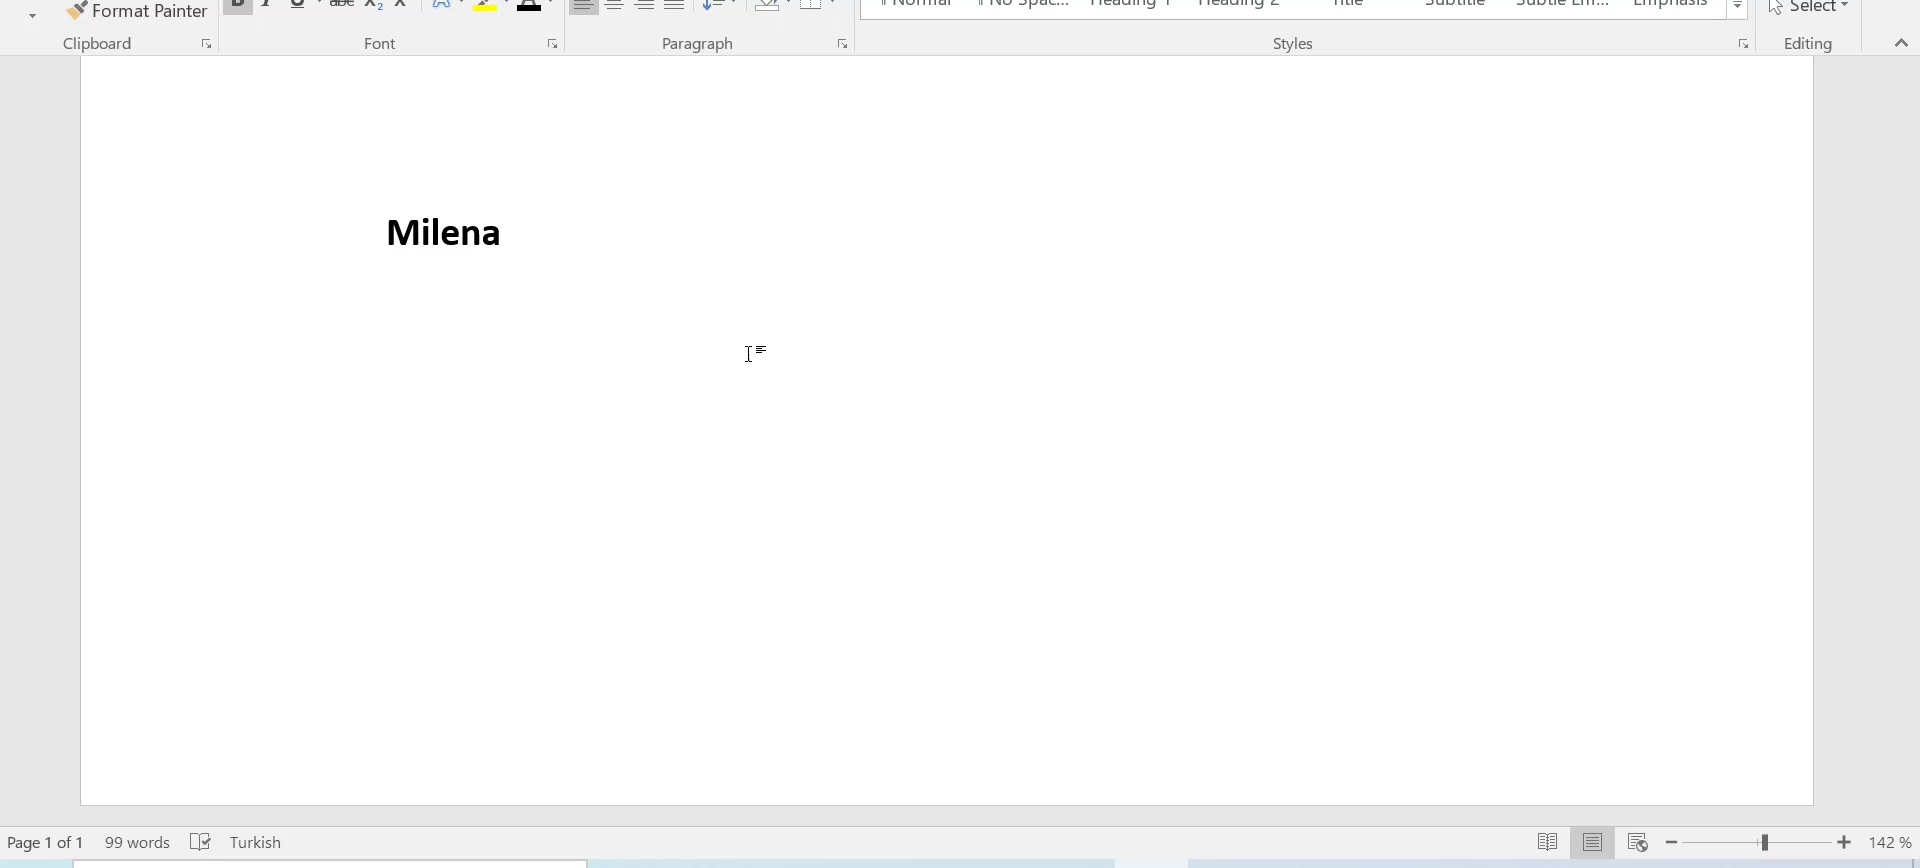 Format Painter
Select
Normal No Spac... Heading 1 Heading 2 Title Subtitle Subtle Em... Emphasis
Clipboard Font Paragraph Styles Editing
Milena
Page 1 of 1 99 words Turkish 142 %